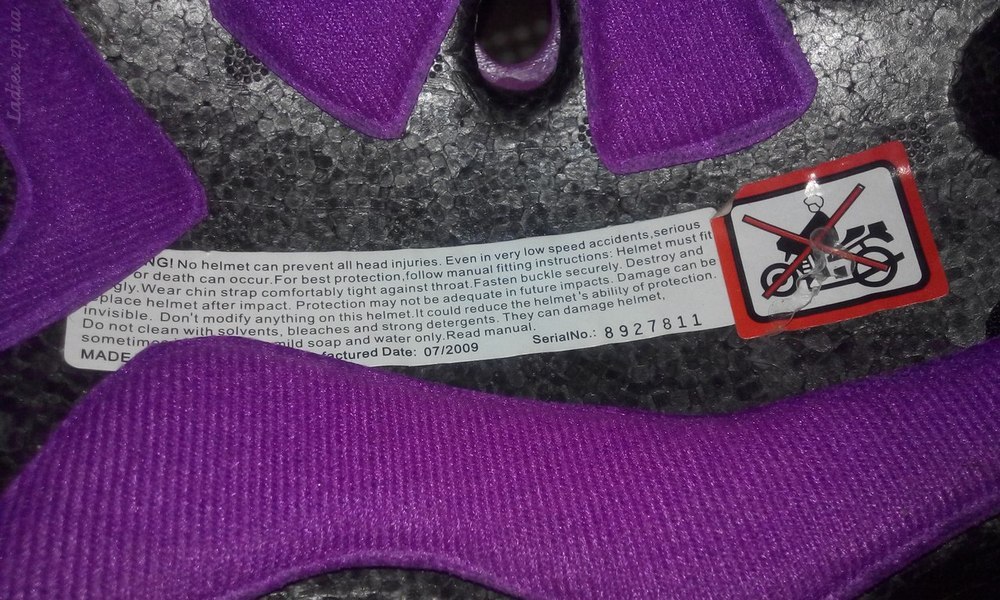 Ladies.zp.ua
NG! No helmet can prevent all head injuries. Even in very low speed accidents,serious
or death can occur.For best protection,follow manual fitting instructions: Helmet must fit
gly.Wear chin strap comfortably tight against throat.Fasten buckle securely. Destroy and
place helmet after impact. Protection may not be adequate in future impacts. Damage can be
invisible. Don't modify anything on this helmet.It could reduce the helmet's ability of protection.
Do not clean with solvents, bleaches and strong detergents. They can damage helmet,
sometimes mild soap and water only.Read manual.
MADE factured Date: 07/2009
SerialNo.: 8927811